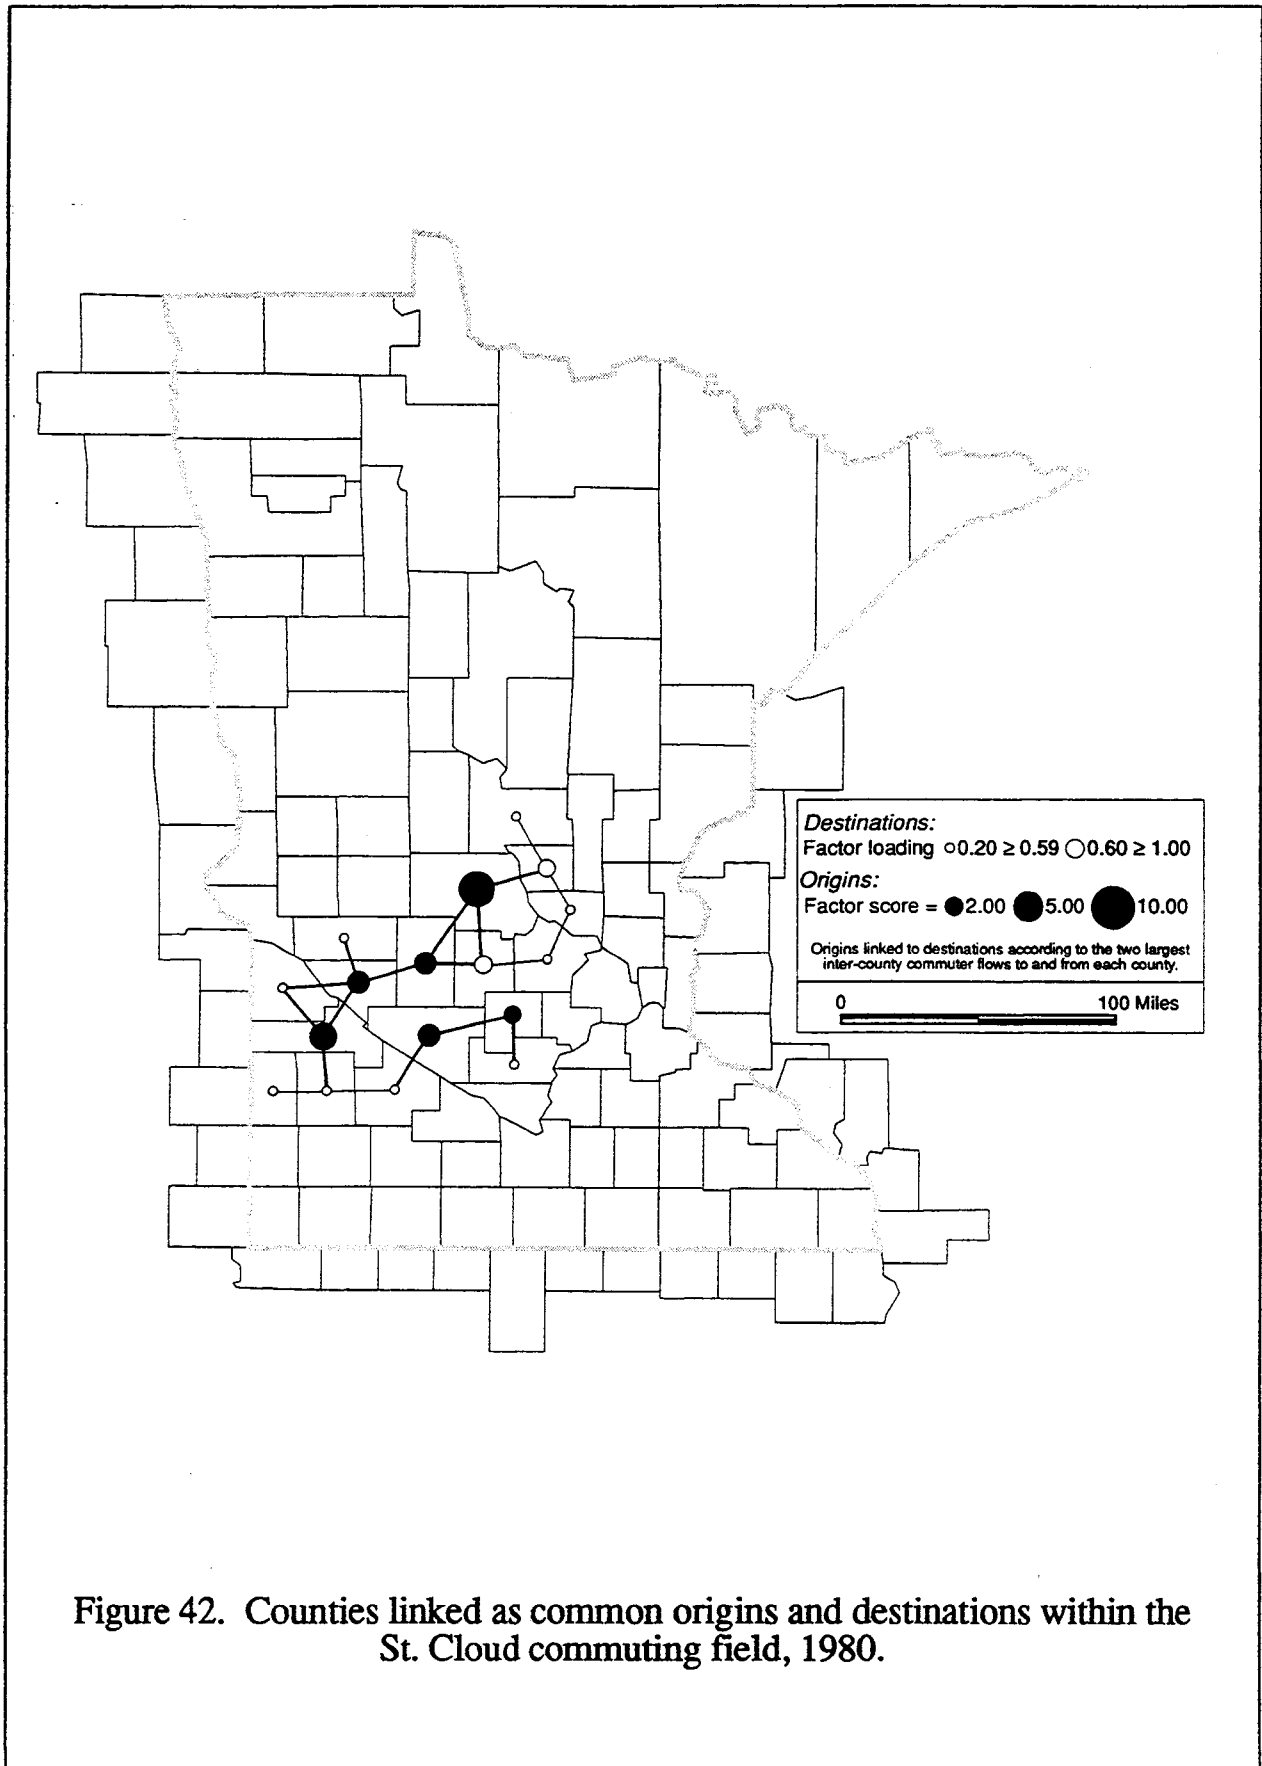 Destinations:
Factor loading ○0.20 ≥ 0.59 ○0.60 ≥ 1.00
Origins:
Factor score = ●2.00 ●5.00 ●10.00
Origins linked to destinations according to the two largest
inter-county commuter flows to and from each county.
0 100 Miles
Figure 42. Counties linked as common origins and destinations within the
St. Cloud commuting field, 1980.